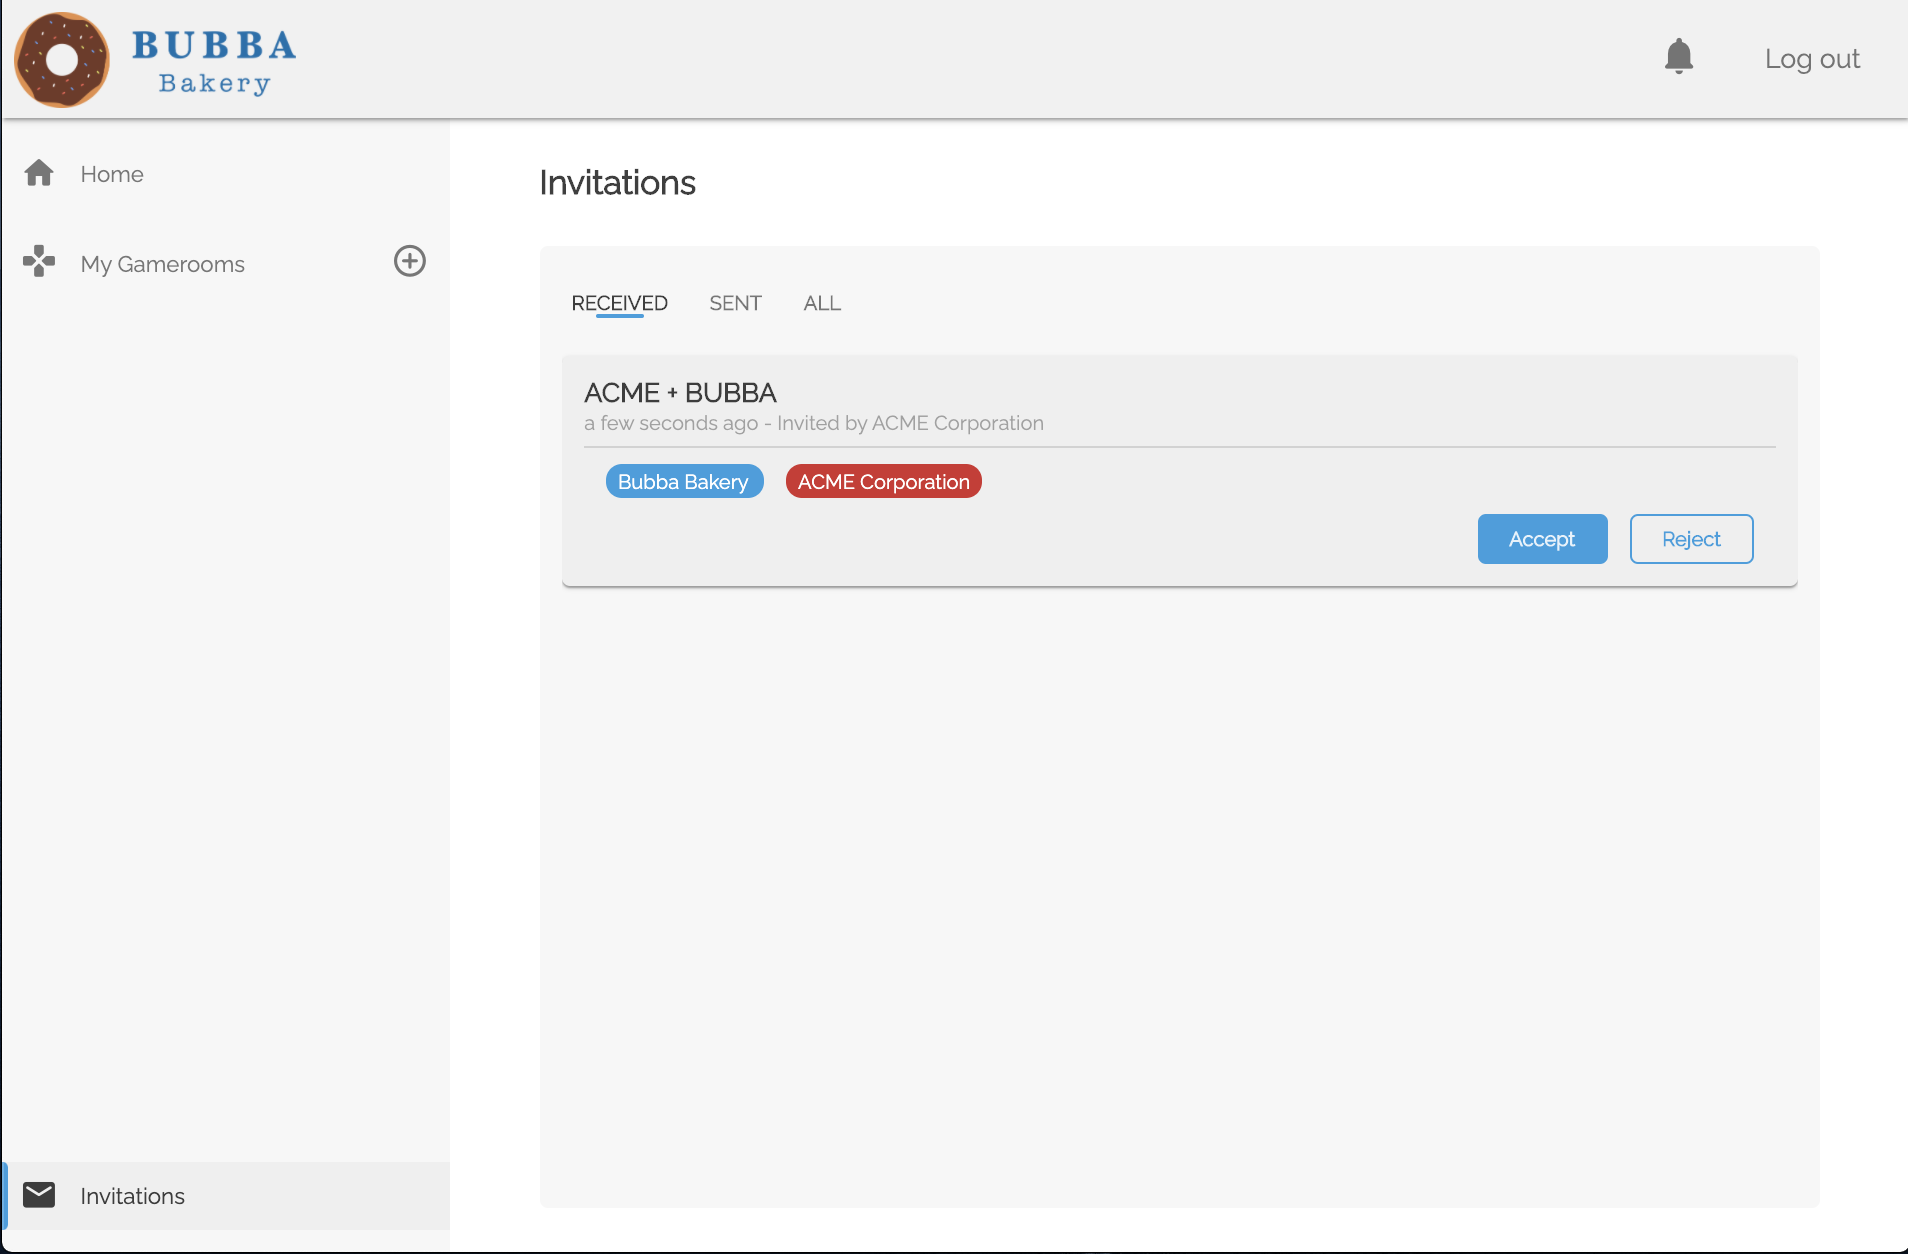 BUBBA
Bakery
Log out
Home
My Gamerooms
Invitations
Invitations
RECEIVED SENT ALL
ACME + BUBBA
a few seconds ago - Invited by ACME Corporation
Bubba Bakery ACME Corporation
Accept Reject